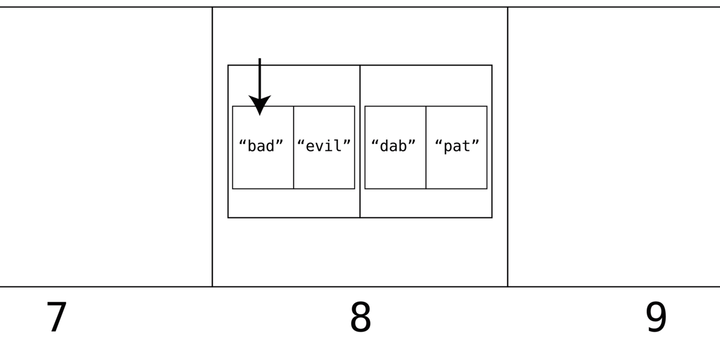 “bad” “evil” “dab” “pat”
7 8 9